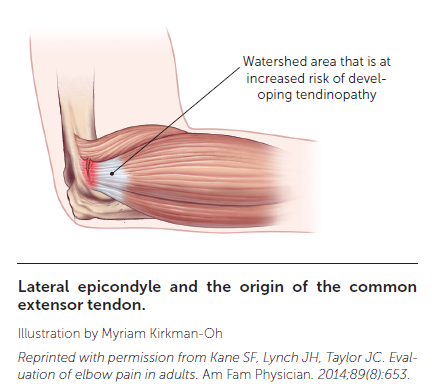 Watershed area that is at
increased risk of devel-
oping tendinopathy
Lateral epicondyle and the origin of the common
extensor tendon.
Illustration by Myriam Kirkman-Oh
Reprinted with permission from Kane SF, Lynch JH, Taylor JC. Eval-
uation of elbow pain in adults. Am Fam Physician. 2014;89(8):653.